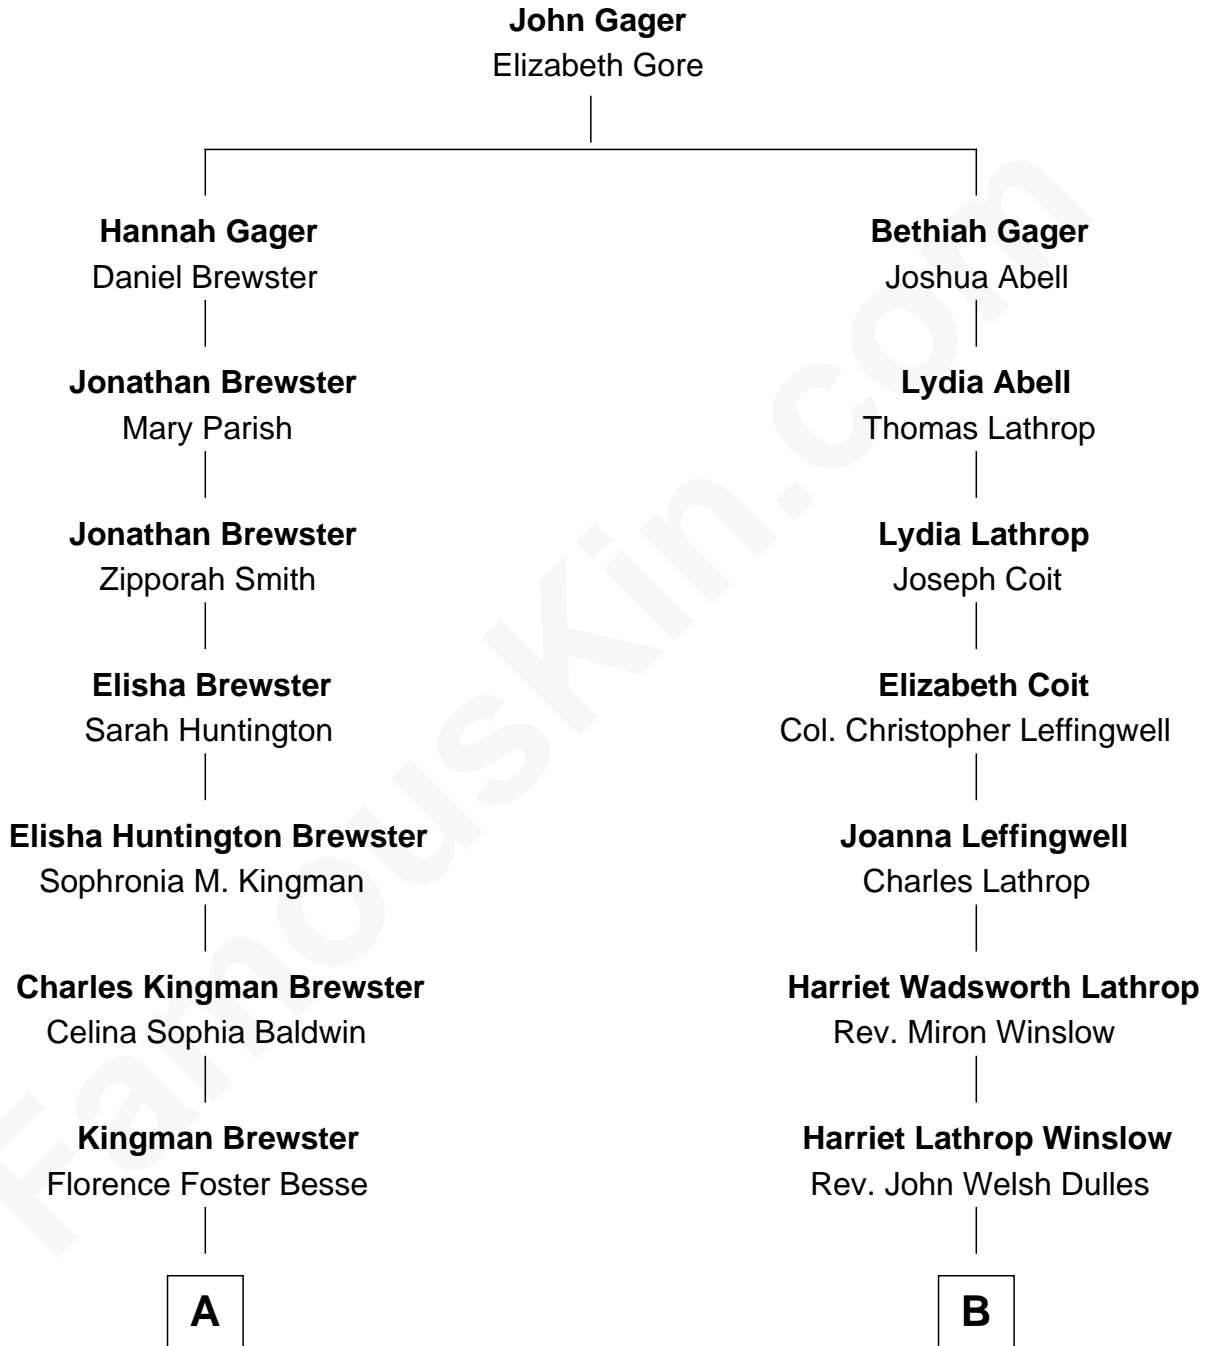 John Gager
Elizabeth Gore
Hannah Gager
Daniel Brewster
Bethiah Gager
Joshua Abell
Jonathan Brewster
Mary Parish
Lydia Abell
Thomas Lathrop
Jonathan Brewster
Zipporah Smith
Lydia Lathrop
Joseph Coit
Elisha Brewster
Sarah Huntington
Elizabeth Coit
Col. Christopher Leffingwell
Elisha Huntington Brewster
Sophronia M. Kingman
Joanna Leffingwell
Charles Lathrop
Charles Kingman Brewster
Celina Sophia Baldwin
Harriet Wadsworth Lathrop
Rev. Miron Winslow
Kingman Brewster
Florence Foster Besse
Harriet Lathrop Winslow
Rev. John Welsh Dulles
A
B
FamousKin.com